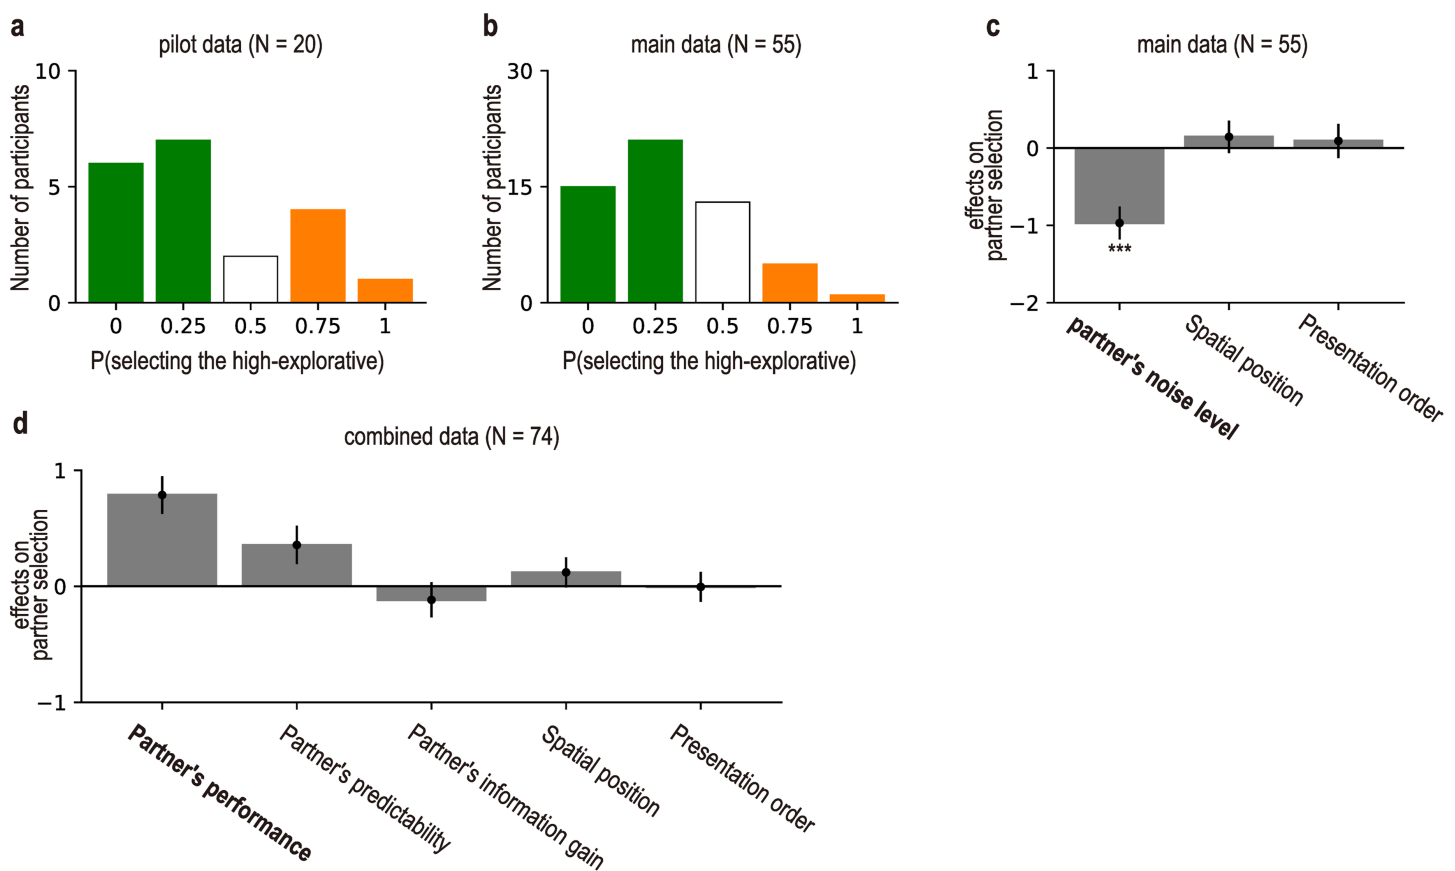 a
pilot data (N = 20)
10
5
0
Number of participants
0 0.25 0.5 0.75 1
P(selecting the high-explorative)
b
main data (N = 55)
30
15
0
Number of participants
0 0.25 0.5 0.75 1
P(selecting the high-explorative)
c
main data (N = 55)
1
0
−1
−2
effects on
partner selection
***
partner's noise level
Spatial position
Presentation order
d
combined data (N = 74)
1
0
−1
effects on
partner selection
Partner's performance
Partner's predictability
Partner's information gain
Spatial position
Presentation order